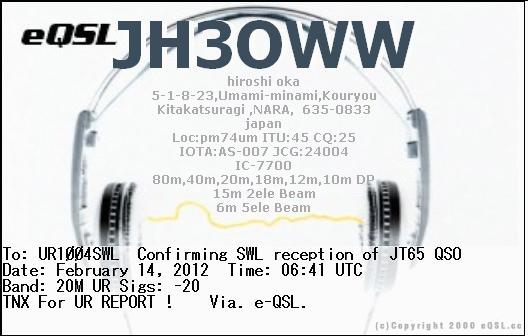 eQSL JH3OWW
hiroshi oka
5-1-8-23,Umami-minami,Kouryou
Kitakatsuragi ,NARA,  635-0833
japan
Loc:pm74um ITU:45 CQ:25
IOTA:AS-007 JCG:24004
IC-7700
80m,40m,20m,18m,12m,10m DP
15m 2ele Beam
6m 5ele Beam
To: UR1Ø04SWL  Confirming SWL reception of JT65 QSO
Date: February 14, 2012  Time: 06:41 UTC
Band: 20M UR Sigs: -20
TNX For UR REPORT !    Via. e-QSL.
(c)Copyright 2000 eQSL.cc